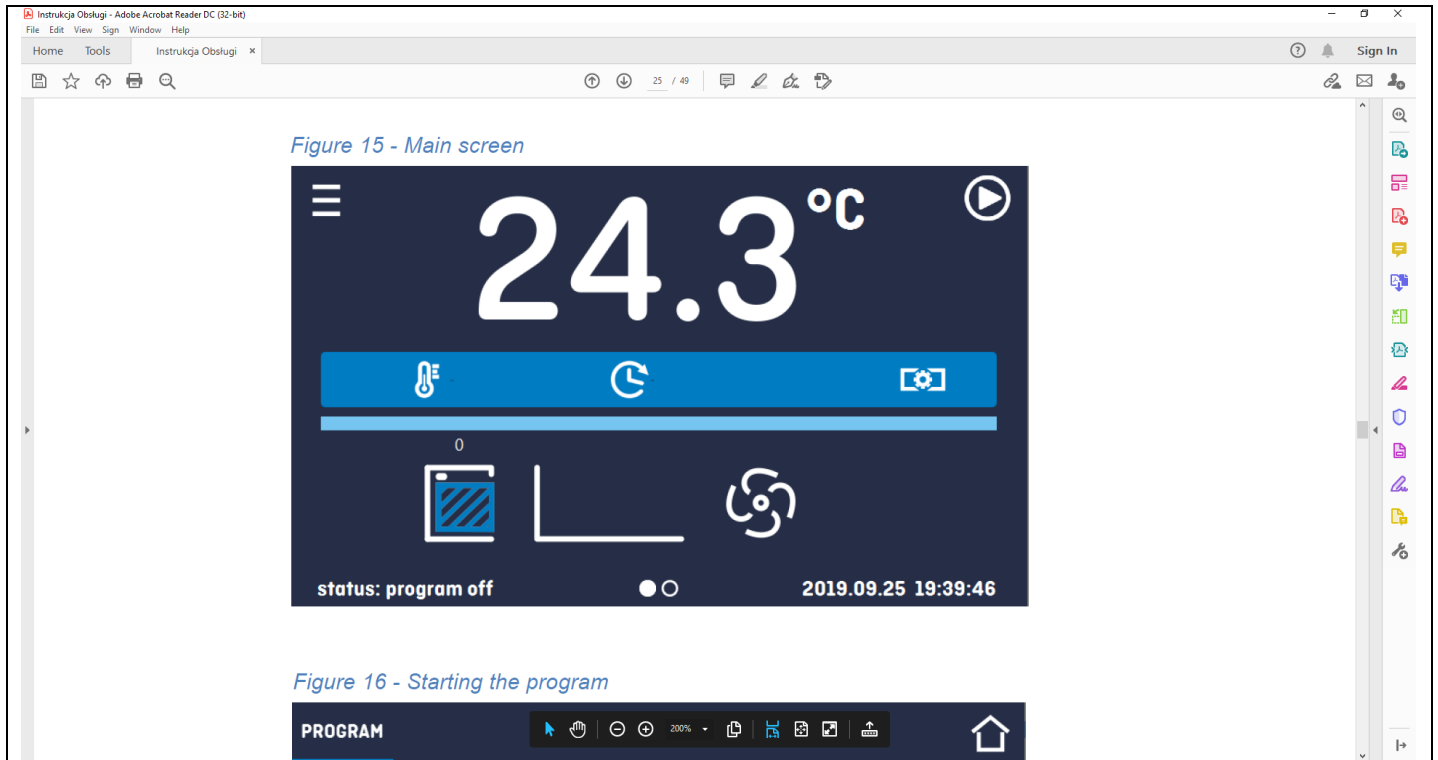 Instrukcja Obsługi - Adobe Acrobat Reader DC (32-bit)
File Edit View Sign Window Help
Home Tools Instrukcja Obsługi × Sign In
25 / 49
Figure 15 - Main screen
24.3 °C
0
status: program off 2019.09.25 19:39:46
Figure 16 - Starting the program
PROGRAM 200%